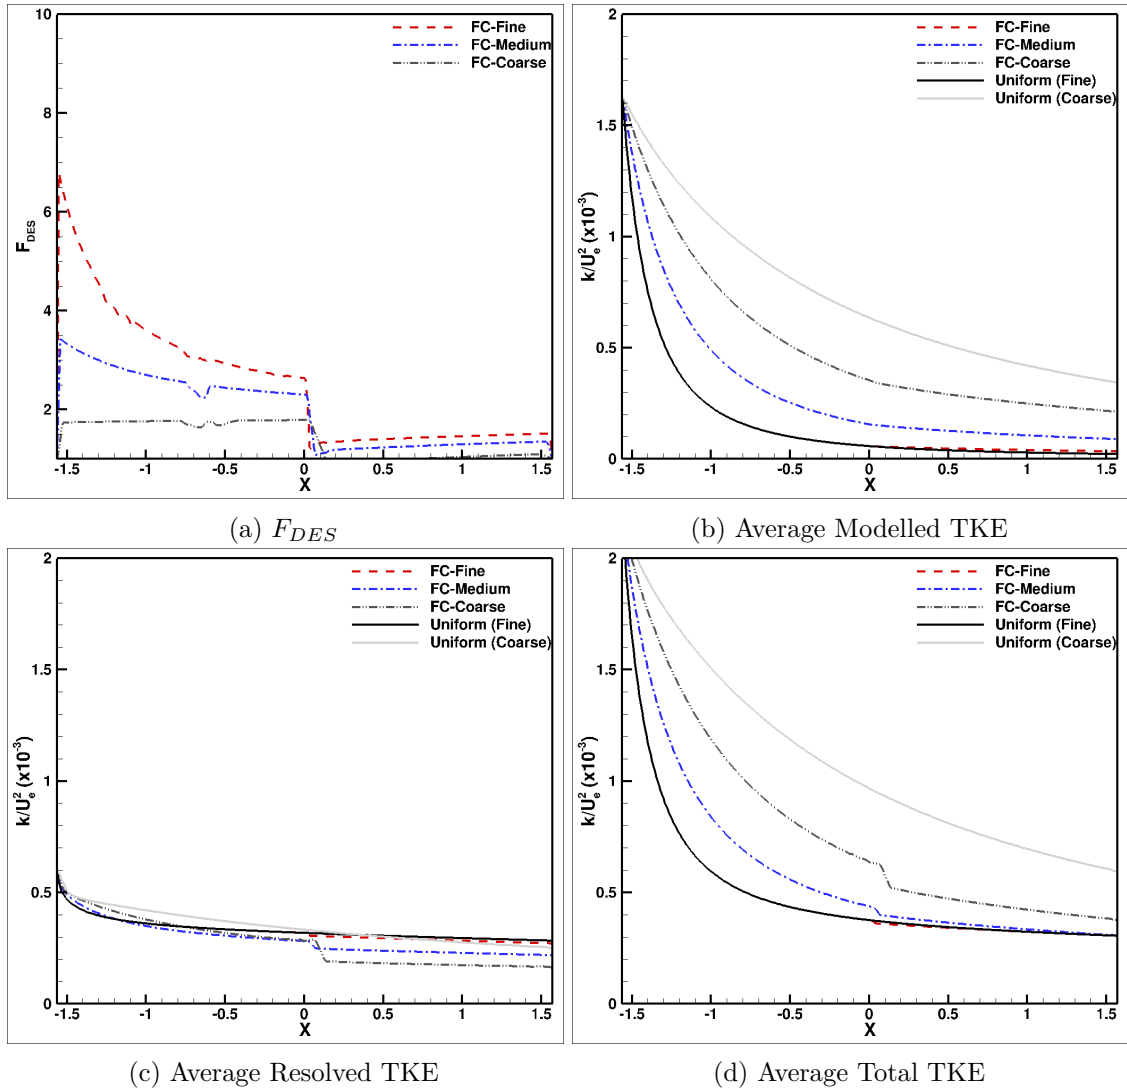 10
8
6
4
2
F_DES
-1.5 -1 -0.5 0 0.5 1 1.5
X
FC-Fine
FC-Medium
FC-Coarse
(a) F_DES
2
1.5
1
0.5
0
k/U_e^2 (x10^-3)
-1.5 -1 -0.5 0 0.5 1 1.5
X
FC-Fine
FC-Medium
FC-Coarse
Uniform (Fine)
Uniform (Coarse)
(b) Average Modelled TKE
2
1.5
1
0.5
0
k/U_e^2 (x10^-3)
-1.5 -1 -0.5 0 0.5 1 1.5
X
FC-Fine
FC-Medium
FC-Coarse
Uniform (Fine)
Uniform (Coarse)
(c) Average Resolved TKE
2
1.5
1
0.5
0
k/U_e^2 (x10^-3)
-1.5 -1 -0.5 0 0.5 1 1.5
X
FC-Fine
FC-Medium
FC-Coarse
Uniform (Fine)
Uniform (Coarse)
(d) Average Total TKE